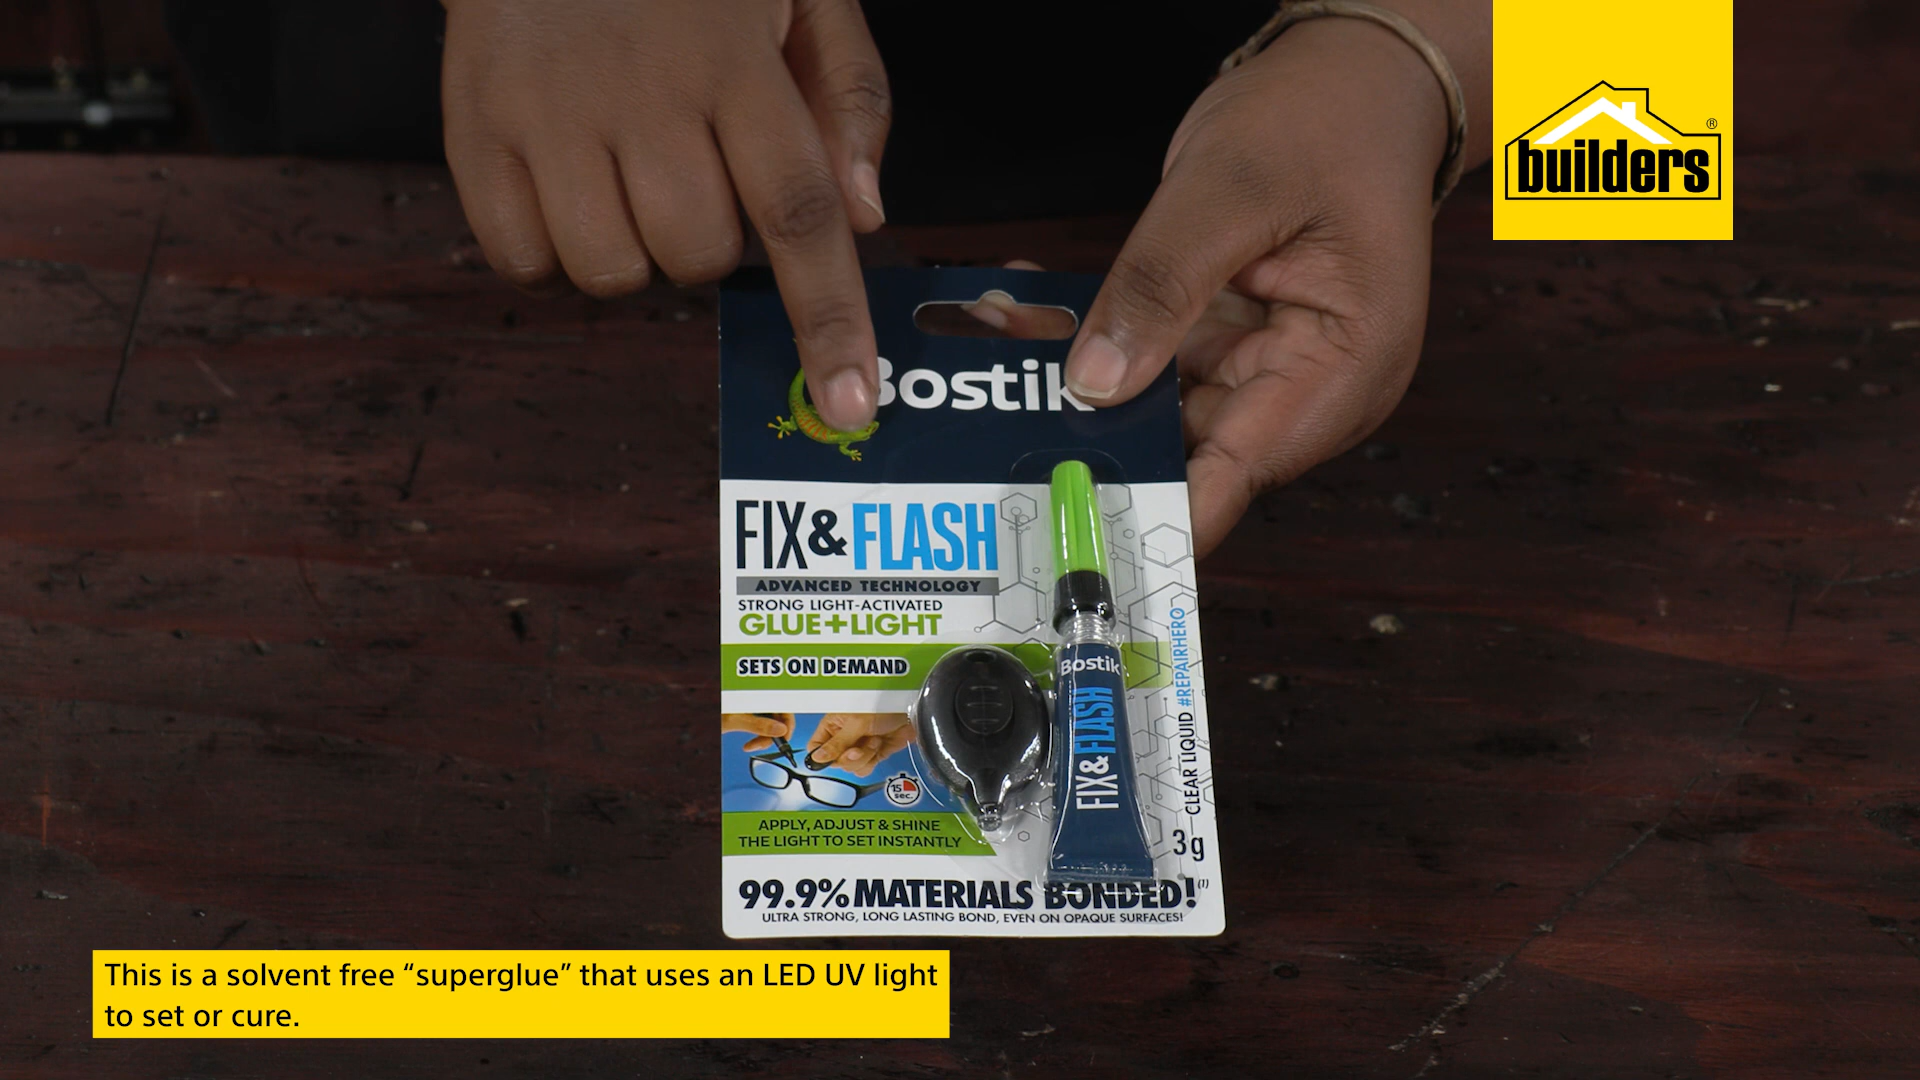 builders®
Bostik
FIX&FLASH
ADVANCED TECHNOLOGY
STRONG LIGHT-ACTIVATED
GLUE+LIGHT
SETS ON DEMAND
15
sec.
APPLY, ADJUST & SHINE
THE LIGHT TO SET INSTANTLY
Bostik
FIX&FLASH
CLEAR LIQUID #REPAIRHERO
3g
99.9% MATERIALS BONDED!(1)
ULTRA STRONG, LONG LASTING BOND, EVEN ON OPAQUE SURFACES!
This is a solvent free “superglue” that uses an LED UV light
to set or cure.